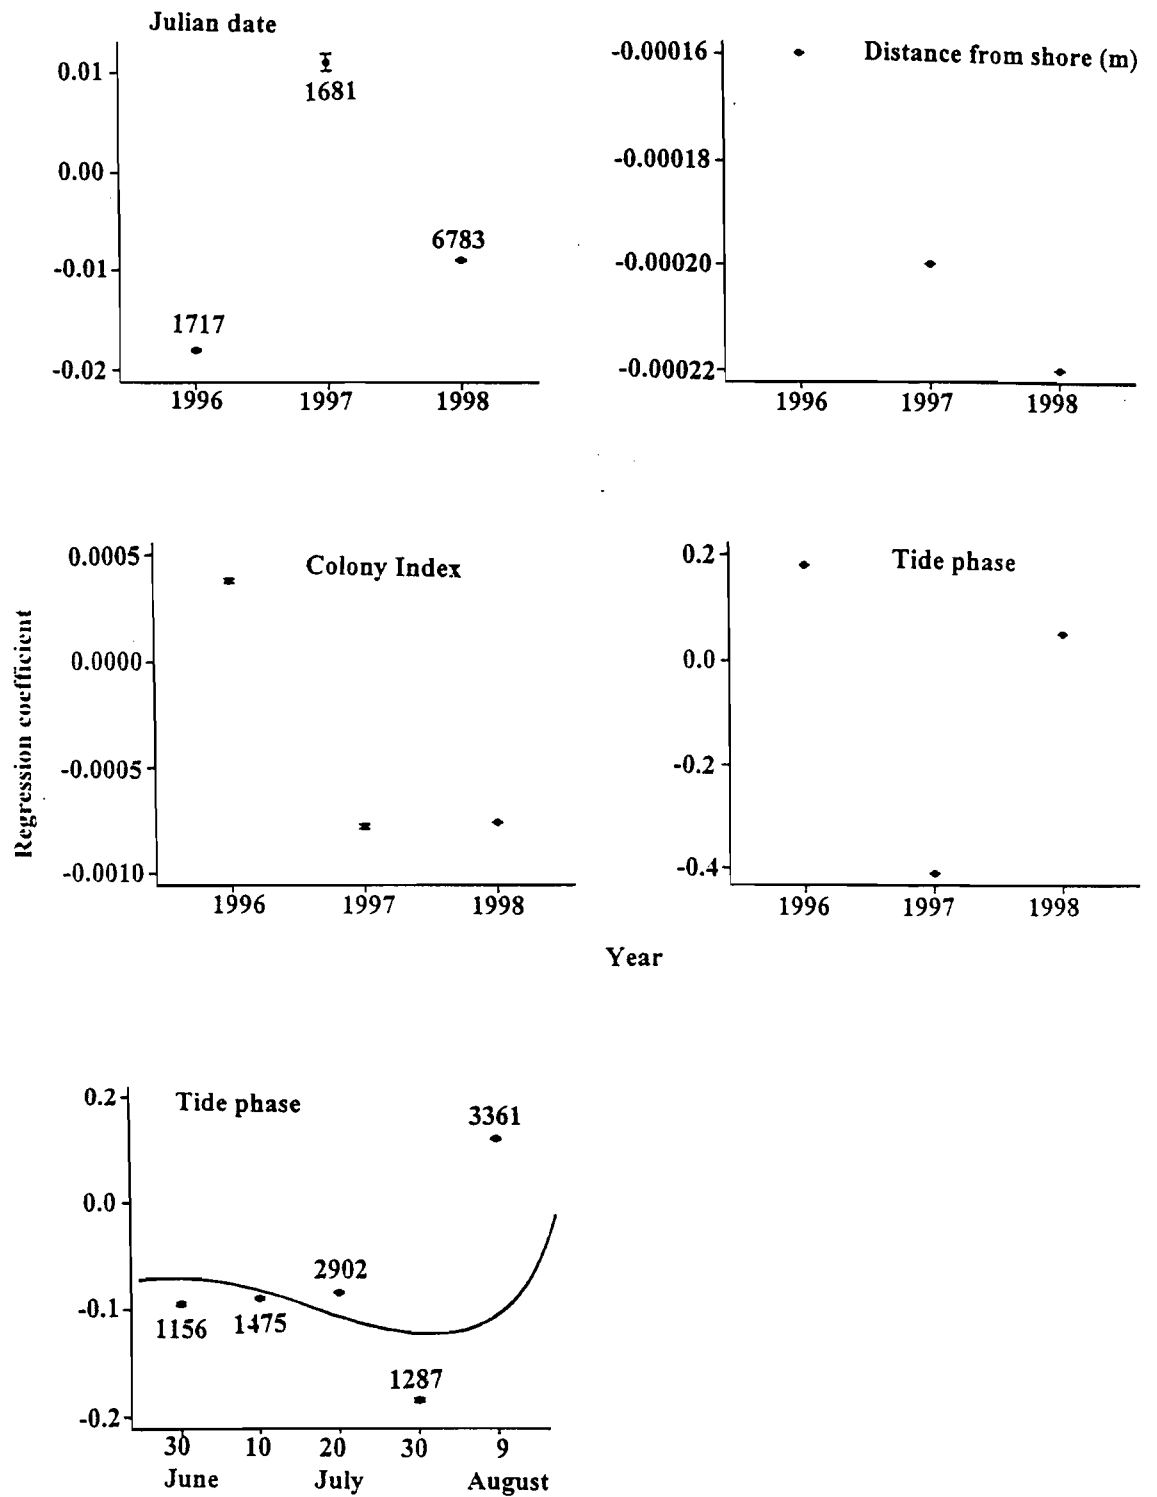 Julian date
0.01
0.00
-0.01
-0.02
1681
6783
1717
1996 1997 1998
Distance from shore (m)
-0.00016
-0.00018
-0.00020
-0.00022
1996 1997 1998
Regression coefficient
Colony Index
0.0005
0.0000
-0.0005
-0.0010
1996 1997 1998
Tide phase
0.2
0.0
-0.2
-0.4
1996 1997 1998
Year
Tide phase
0.2
0.0
-0.1
-0.2
3361
2902
1156 1475
1287
30 10 20 30 9
June July August